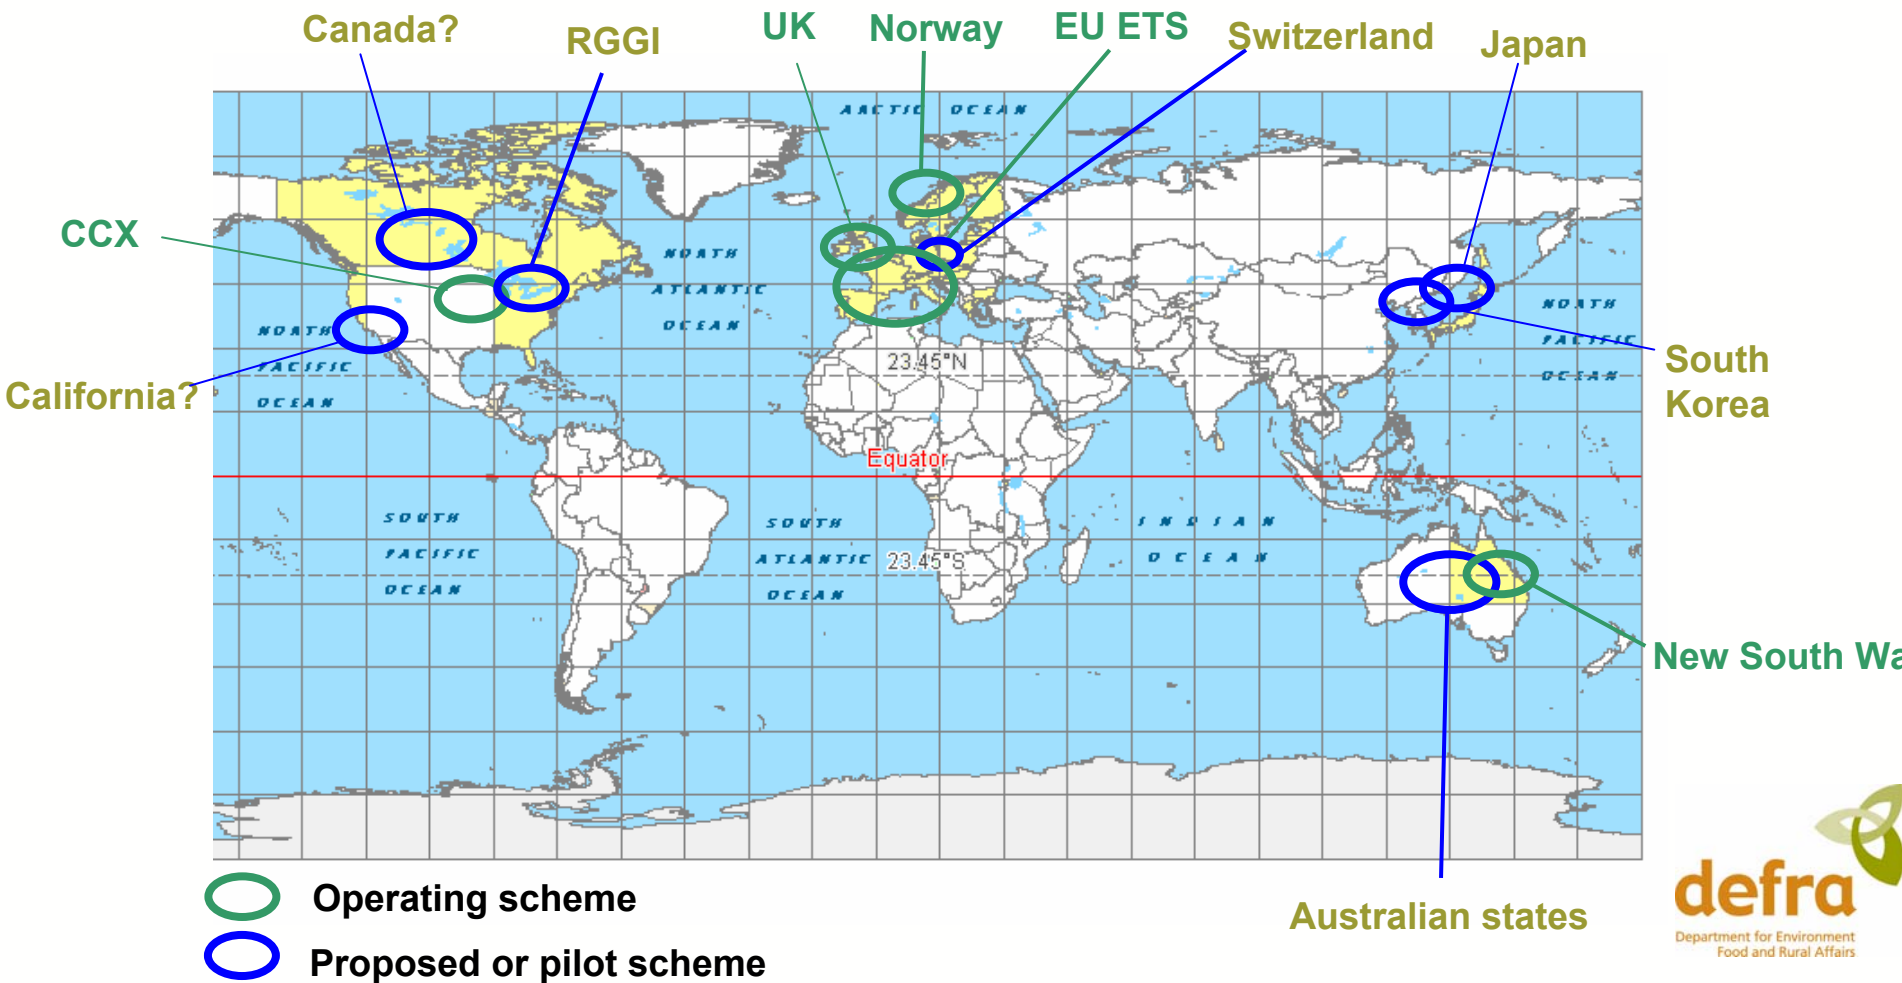 Canada?
RGGI
UK
Norway
EU ETS
Switzerland
Japan
ARCTIC OCEAN
CCX
NORTH
ATLANTIC
OCEAN
NORTH
PACIFIC
OCEAN
NORTH
PACIFIC
OCEAN
California?
South
Korea
23.45°N
Equator
SOUTH
PACIFIC
OCEAN
SOUTH
ATLANTIC
OCEAN
INDIAN
OCEAN
23.45°S
New South Wa
Australian states
Operating scheme
Proposed or pilot scheme
defra
Department for Environment
Food and Rural Affairs